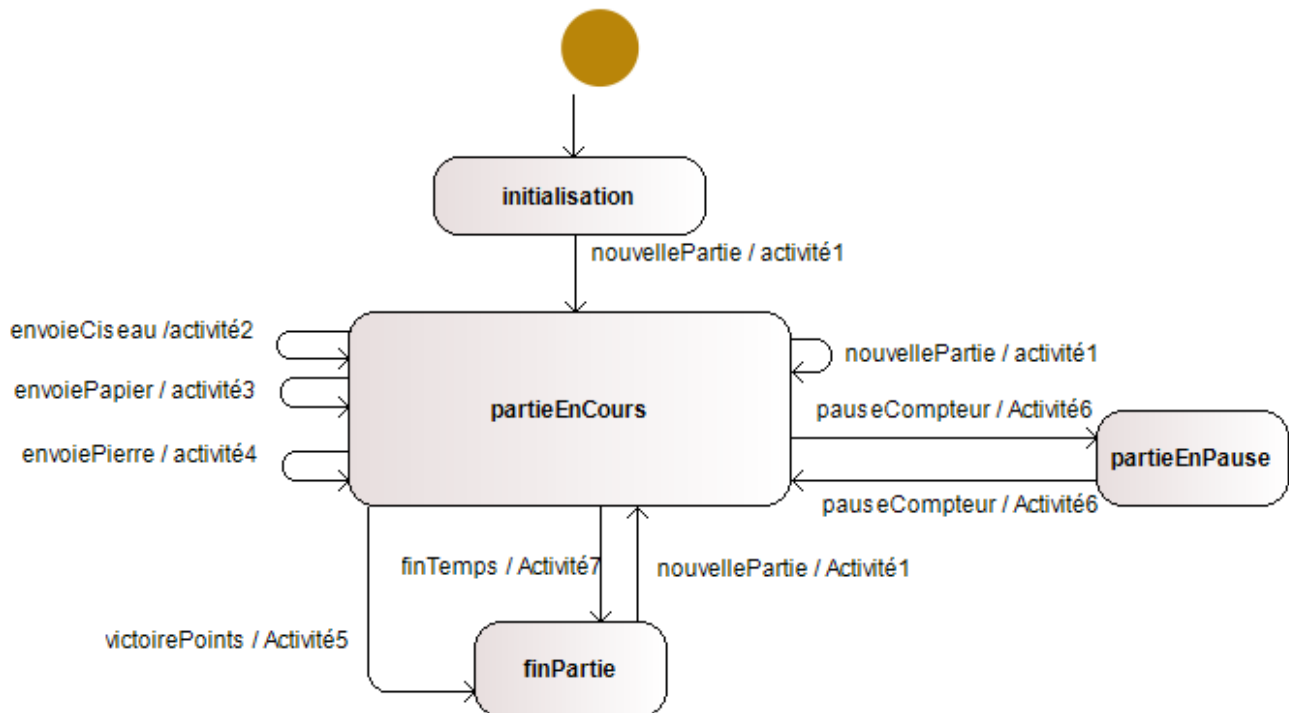 initialisation
nouvellePartie / activité1
envoieCiseau /activité2
nouvellePartie / activité1
envoiePapier / activité3
partieEnCours
pauseCompteur / Activité6
envoiePierre / activité4
partieEnPause
pauseCompteur / Activité6
finTemps / Activité7
nouvellePartie / Activité1
victoirePoints / Activité5
finPartie